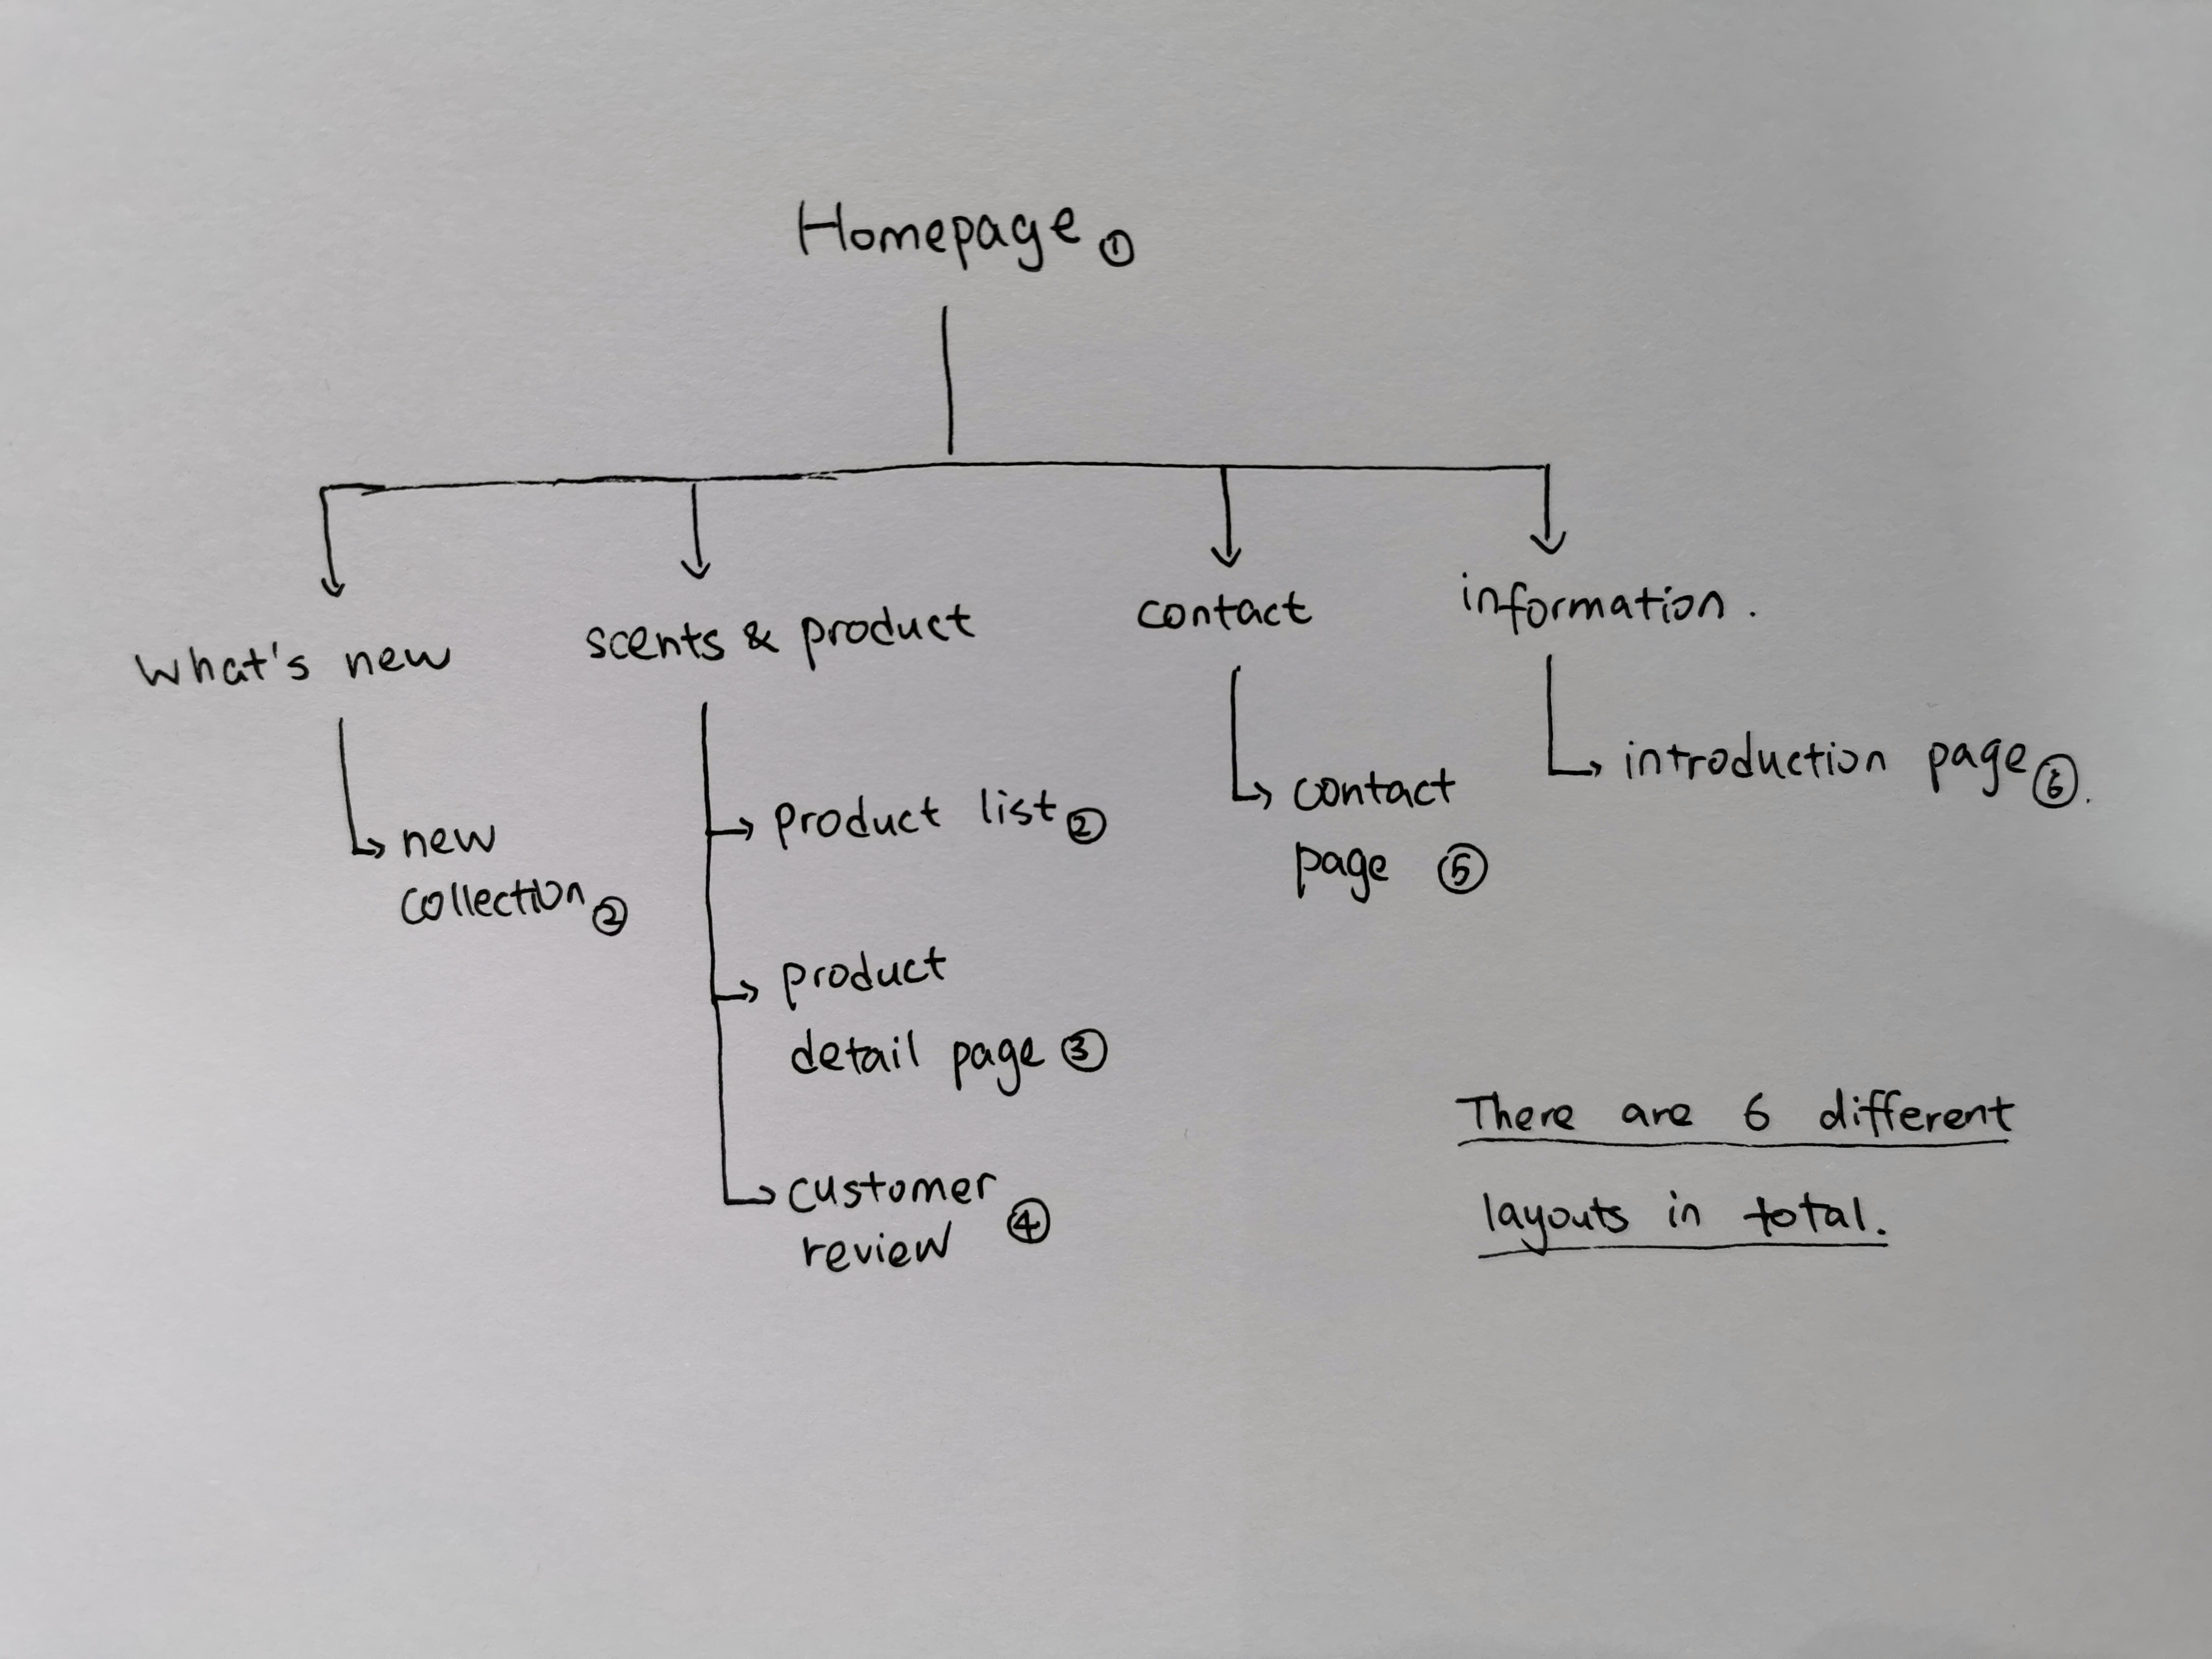 Homepage ①
what's new
scents & product
contact
information.
new
collection ②
product list ②
product
detail page ③
customer
review ④
contact
page ⑤
introduction page ⑥.
There are 6 different
layouts in total.